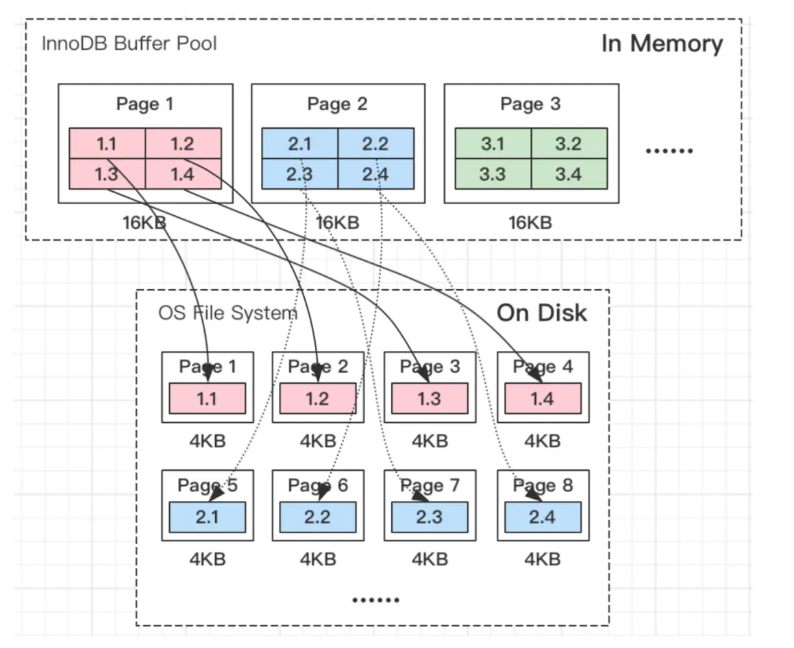 InnoDB Buffer Pool
In Memory
Page 1
Page 2
Page 3
1.1 1.2
2.1 2.2
3.1 3.2
1.3 1.4
2.3 2.4
3.3 3.4
......
16KB
16KB
16KB
OS File System
On Disk
Page 1
Page 2
Page 3
Page 4
1.1
1.2
1.3
1.4
4KB
4KB
4KB
4KB
Page 5
Page 6
Page 7
Page 8
2.1
2.2
2.3
2.4
4KB
4KB
4KB
4KB
......